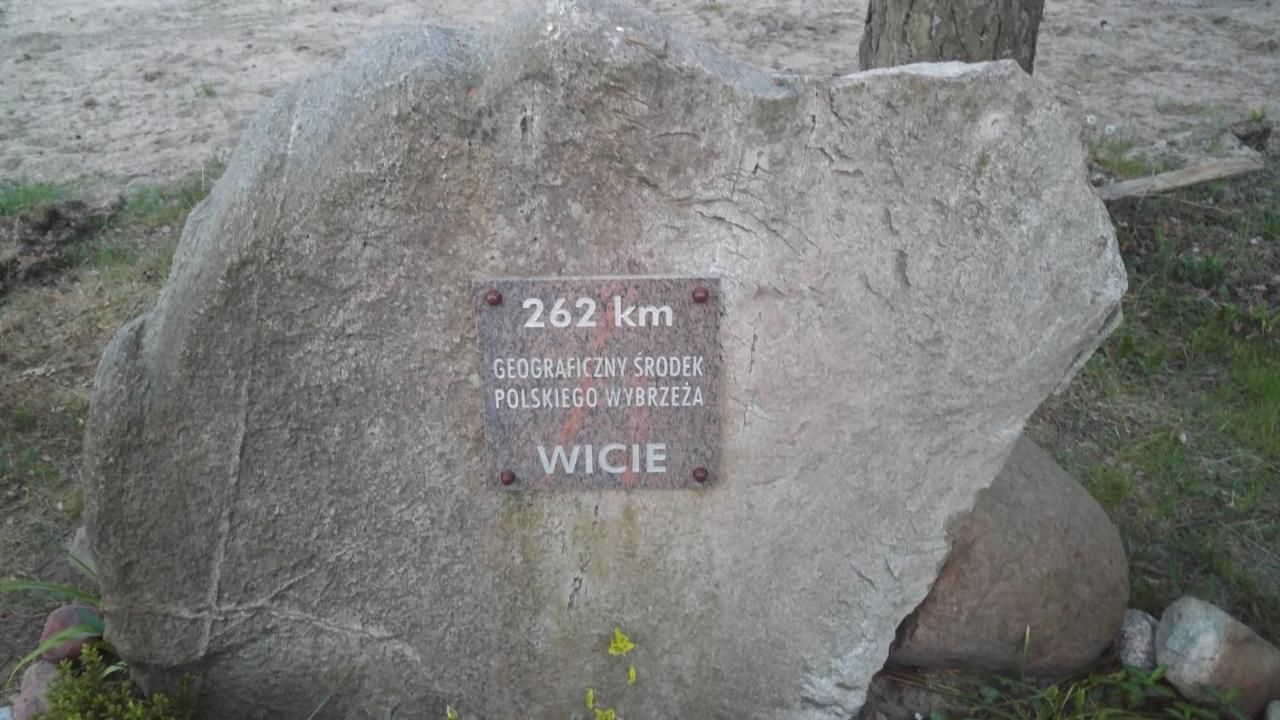 262 km
GEOGRAFICZNY ŚRODEK
POLSKIEGO WYBRZEŻA
WICIE